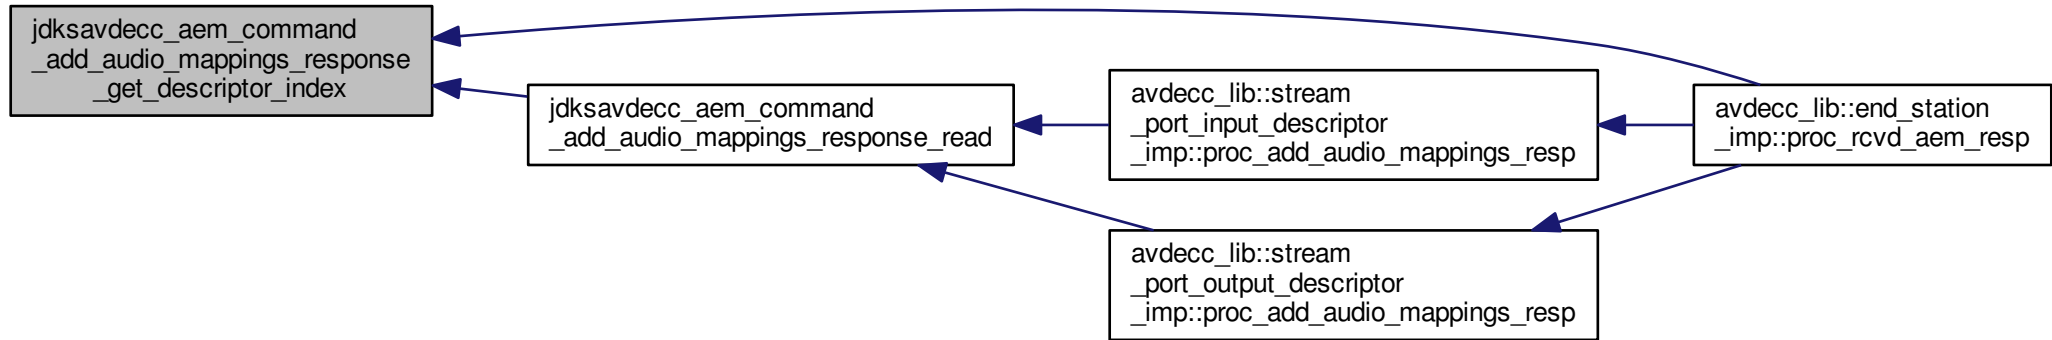 jdksavdecc_aem_command
_add_audio_mappings_response
_get_descriptor_index
jdksavdecc_aem_command
_add_audio_mappings_response_read
avdecc_lib::stream
_port_input_descriptor
_imp::proc_add_audio_mappings_resp
avdecc_lib::end_station
_imp::proc_rcvd_aem_resp
avdecc_lib::stream
_port_output_descriptor
_imp::proc_add_audio_mappings_resp